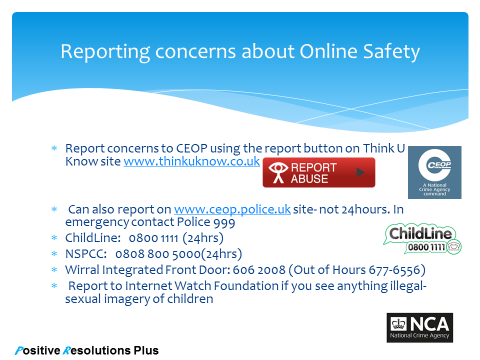 Reporting concerns about Online Safety
Report concerns to CEOP using the report button on Think U
Know site www.thinkuknow.co.uk
REPORT
ABUSE
CEOP
A National
Crime Agency
command
Can also report on www.ceop.police.uk site- not 24hours. In
emergency contact Police 999
ChildLine: 0800 1111 (24hrs)
ChildLine
0800 1111
NSPCC: 0808 800 5000(24hrs)
Wirral Integrated Front Door: 606 2008 (Out of Hours 677-6556)
Report to Internet Watch Foundation if you see anything illegal-
sexual imagery of children
NCA
National Crime Agency
Positive Resolutions Plus